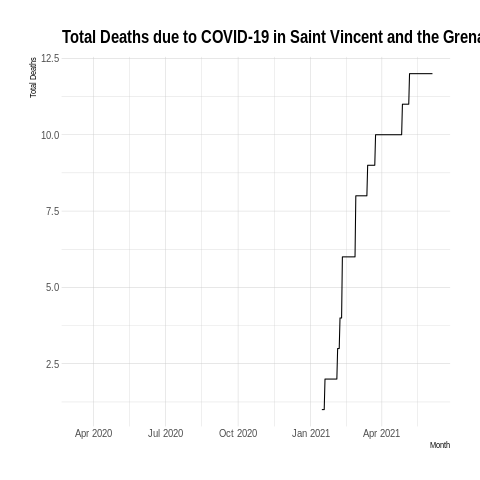 Total Deaths due to COVID-19 in Saint Vincent and the Grena
Total Deaths
12.5
10.0
7.5
5.0
2.5
Apr 2020 Jul 2020 Oct 2020 Jan 2021 Apr 2021
Month